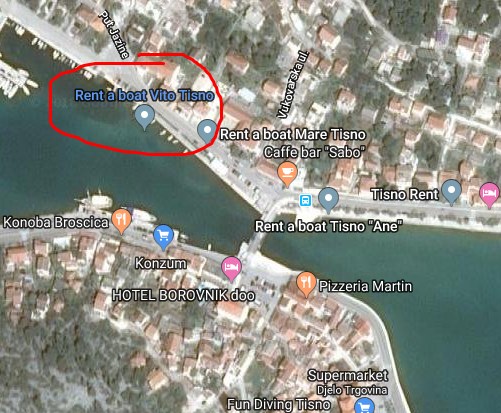 Put Jazine
Vukovarska ul.
Rent a boat Vito Tisno
Rent a boat Mare Tisno
Caffe bar "Sabo"
Tisno Rent
Konoba Broscica
Rent a boat Tisno "Ane"
Konzum
HOTEL BOROVNIK doo
Pizzeria Martin
Supermarket
Djelo Trgovina
Fun Diving Tisno